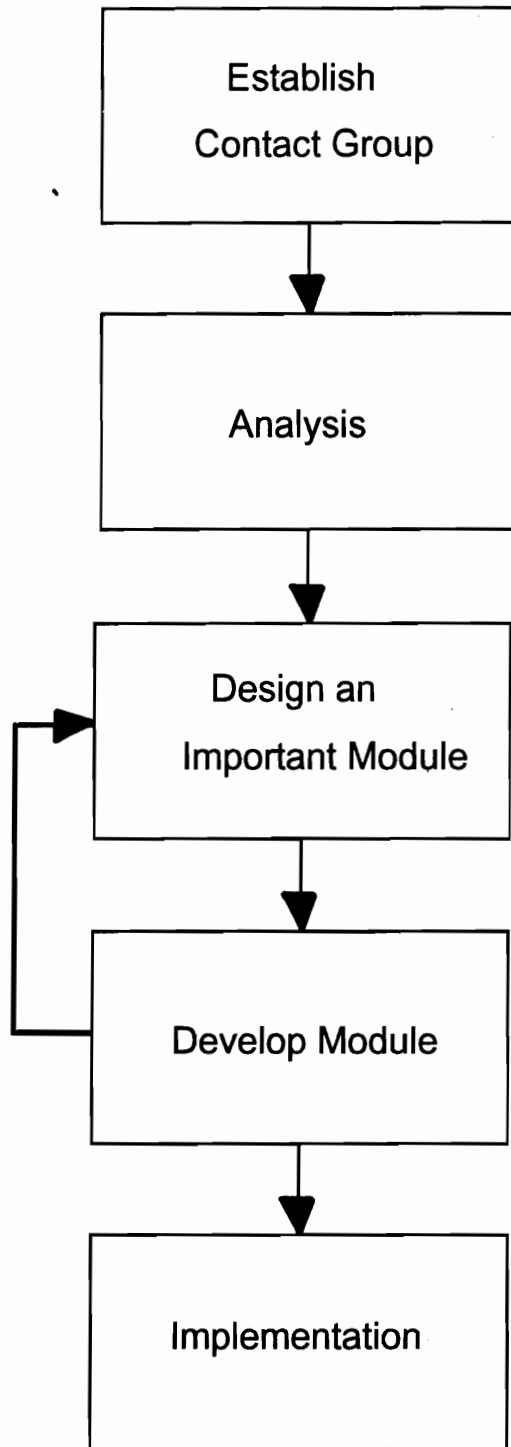 Establish
Contact Group
Analysis
Design an
Important Module
Develop Module
Implementation